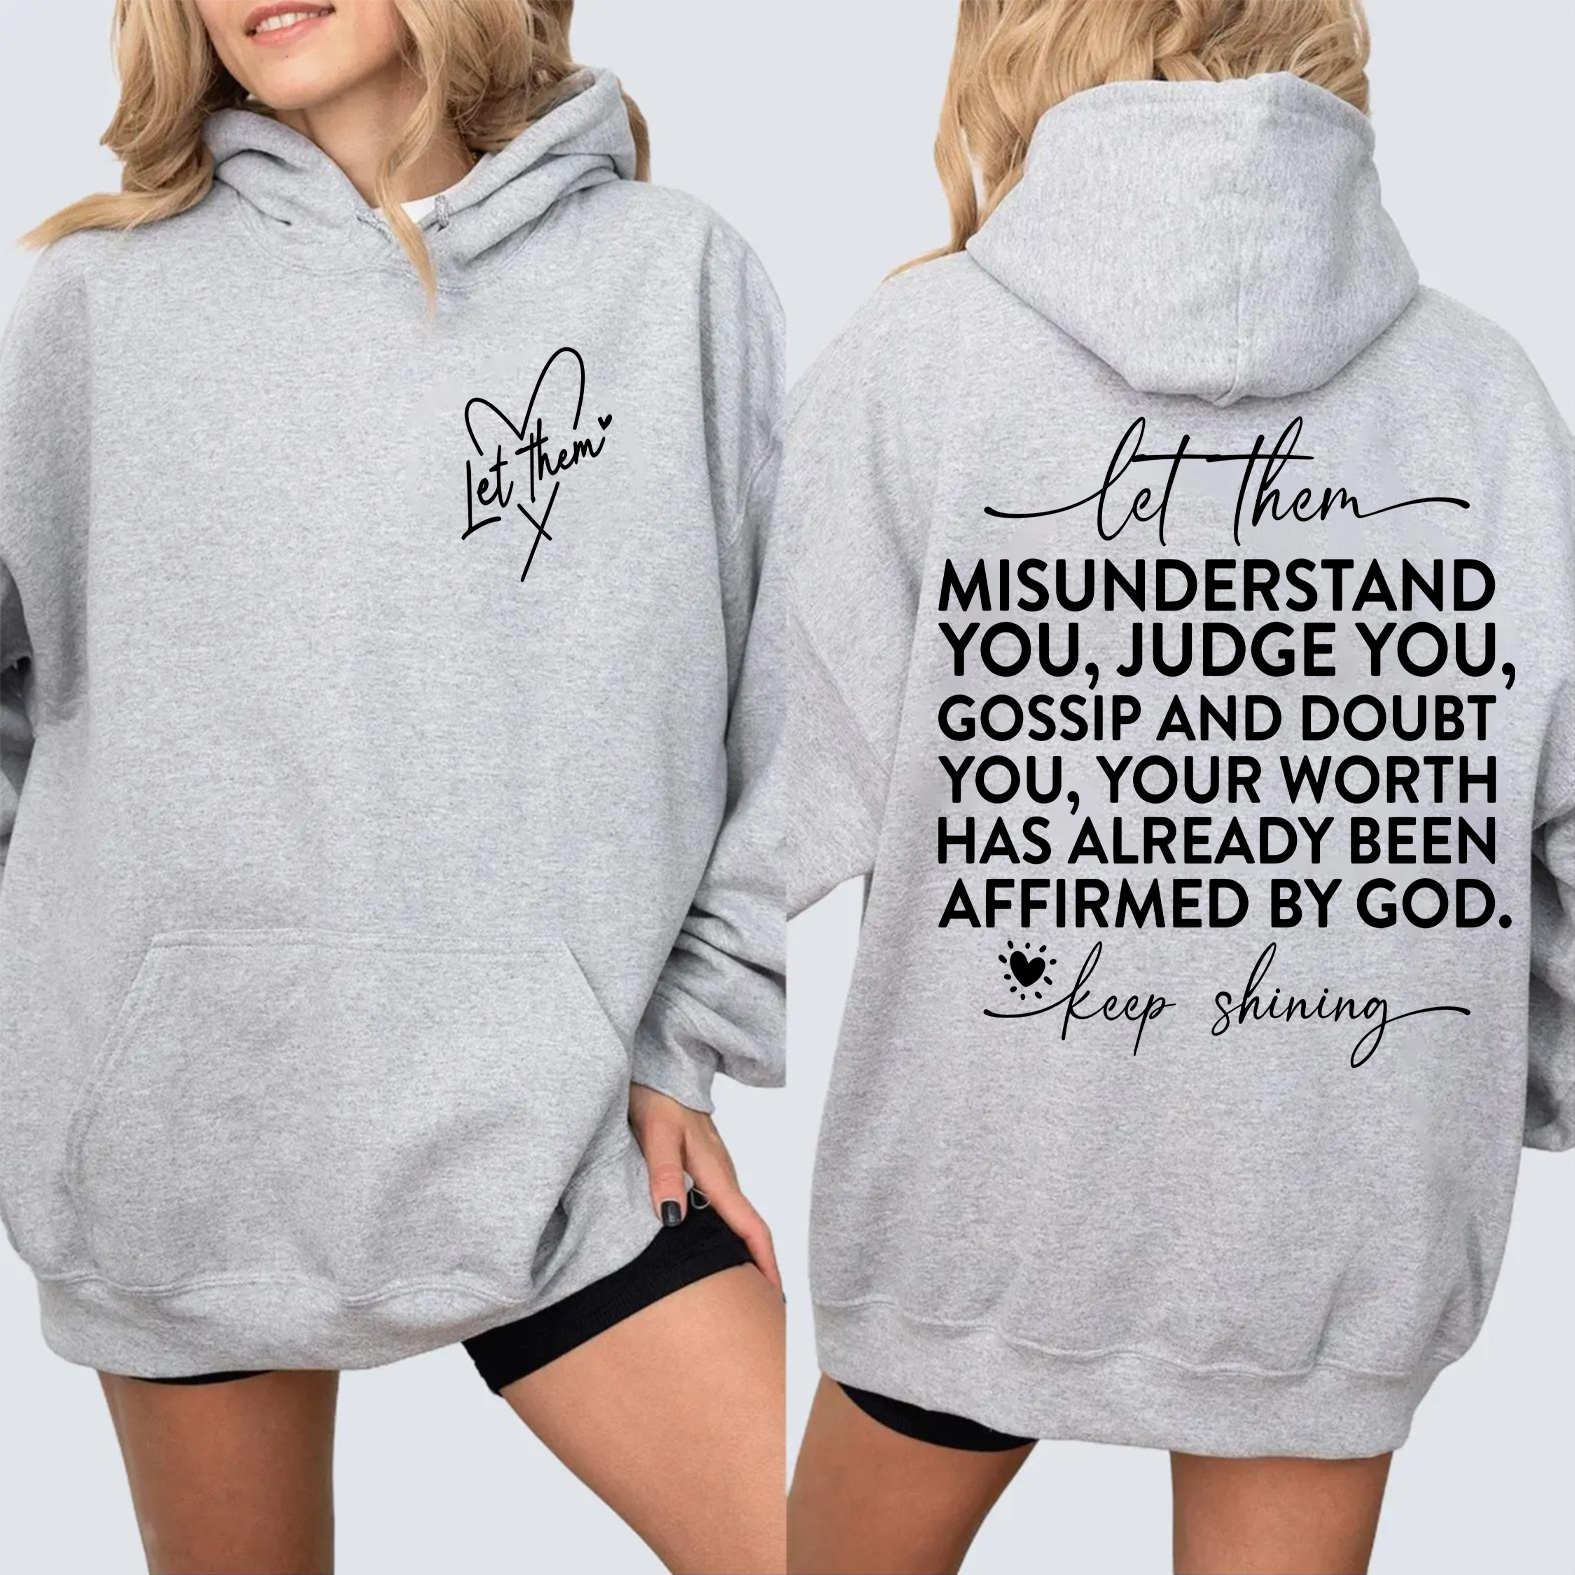 Let Them
let them
MISUNDERSTAND
YOU, JUDGE YOU,
GOSSIP AND DOUBT
YOU, YOUR WORTH
HAS ALREADY BEEN
AFFIRMED BY GOD.
keep shining